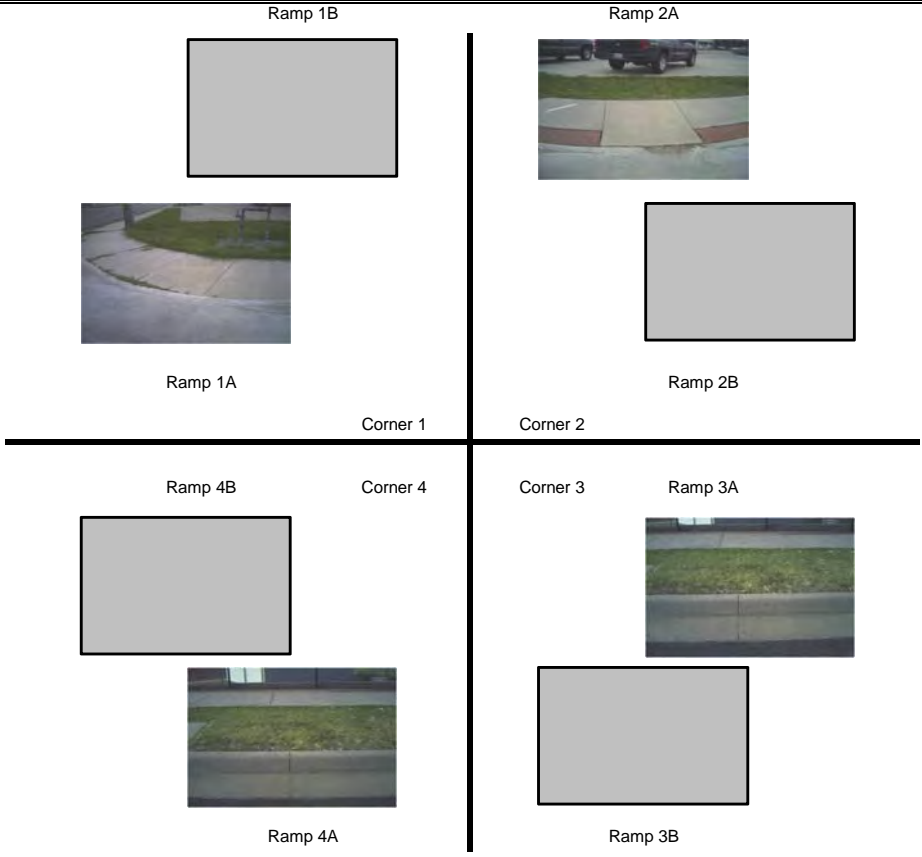 Ramp 1B
Ramp 2A
Ramp 1A
Ramp 2B
Corner 1
Corner 2
Ramp 4B
Corner 4
Corner 3
Ramp 3A
Ramp 4A
Ramp 3B